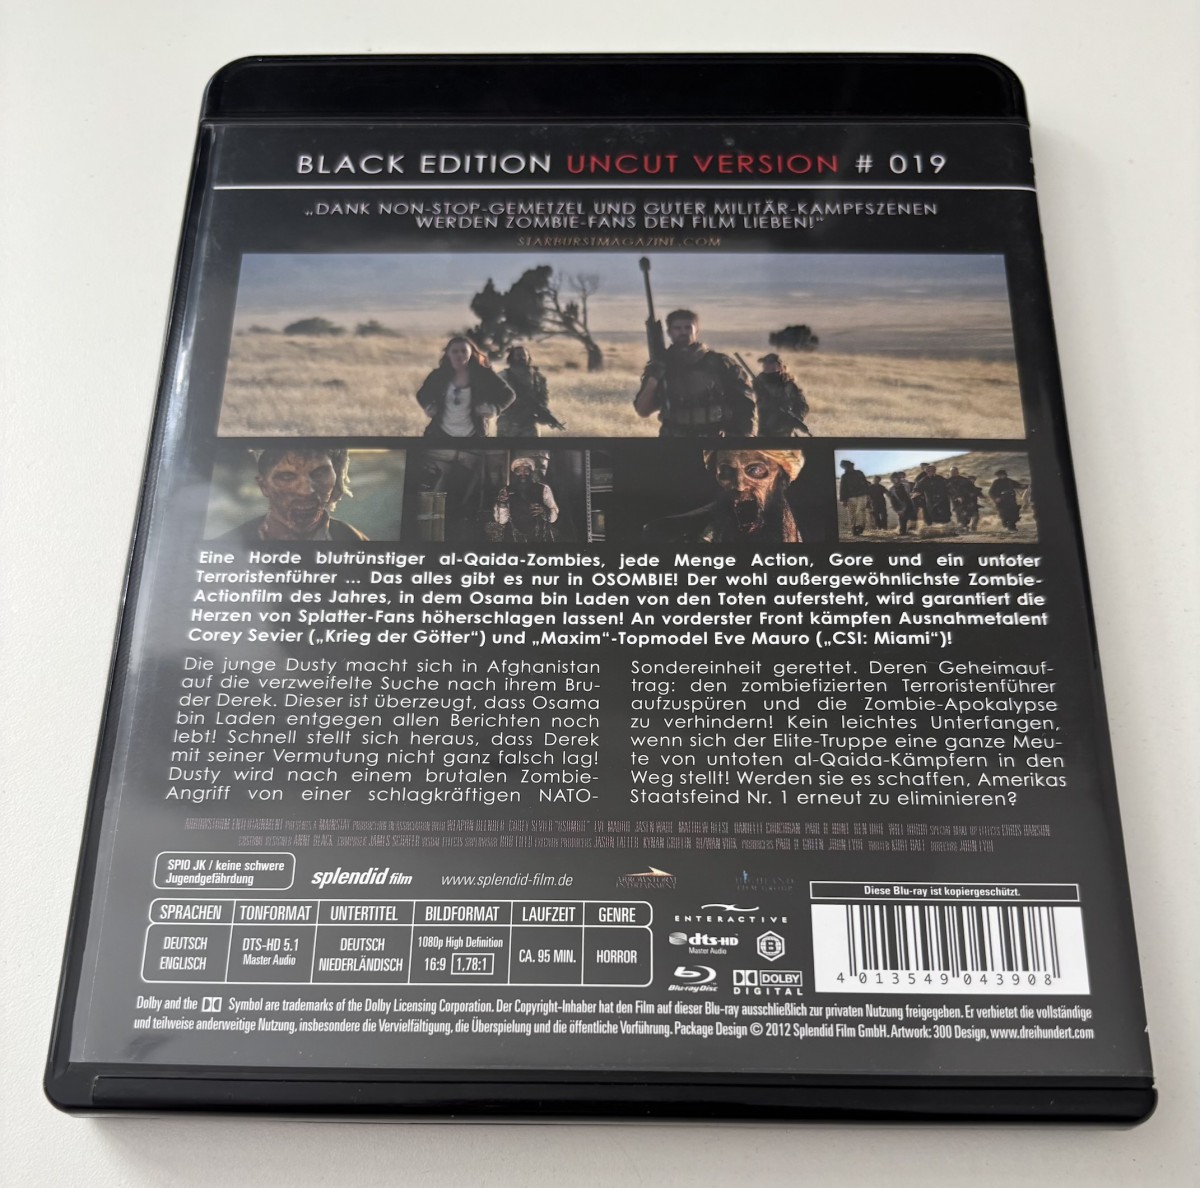 BLACK EDITION UNCUT VERSION # 019
„DANK NON-STOP-GEMETZEL UND GUTER MILITÄR-KAMPFSZENEN
WERDEN ZOMBIE-FANS DEN FILM LIEBEN!“
STARBURSTMAGAZINE.COM
Eine Horde blutrünstiger al-Qaida-Zombies, jede Menge Action, Gore und ein untoter
Terroristenführer ... Das alles gibt es nur in OSOMBIE! Der wohl außergewöhnlichste Zombie-
Actionfilm des Jahres, in dem Osama bin Laden von den Toten aufersteht, wird garantiert die
Herzen von Splatter-Fans höherschlagen lassen! An vorderster Front kämpfen Ausnahmetalent
Corey Sevier („Krieg der Götter“) und „Maxim“-Topmodel Eve Mauro („CSI: Miami“)!
Die junge Dusty macht sich in Afghanistan
auf die verzweifelte Suche nach ihrem Bru-
der Derek. Dieser ist überzeugt, dass Osama
bin Laden entgegen allen Berichten noch
lebt! Schnell stellt sich heraus, dass Derek
mit seiner Vermutung nicht ganz falsch lag!
Dusty wird nach einem brutalen Zombie-
Angriff von einer schlagkräftigen NATO-
Sondereinheit gerettet. Deren Geheimauf-
trag: den zombiefizierten Terroristenführer
aufzuspüren und die Zombie-Apokalypse
zu verhindern! Kein leichtes Unterfangen,
wenn sich der Elite-Truppe eine ganze Meu-
te von untoten al-Qaida-Kämpfern in den
Weg stellt! Werden sie es schaffen, Amerikas
Staatsfeind Nr. 1 erneut zu eliminieren?
SPIO JK / keine schwere
Jugendgefährdung
splendid film
www.splendid-film.de
ARROWSTORM
ENTERTAINMENT
Diese Blu-ray ist kopiergeschützt.
SPRACHEN TONFORMAT UNTERTITEL BILDFORMAT LAUFZEIT GENRE
DEUTSCH DTS-HD 5.1 DEUTSCH 1080p High Definition CA. 95 MIN. HORROR
ENGLISCH Master Audio NIEDERLÄNDISCH 16:9 1,78:1
ENTERACTIVE
dts-HD
Master Audio
B
Blu-ray Disc
DOLBY
DIGITAL
4 013549 043908
Dolby and the Symbol are trademarks of the Dolby Licensing Corporation. Der Copyright-Inhaber hat den Film auf dieser Blu-ray ausschließlich zur privaten Nutzung freigegeben. Er verbietet die vollständige
und teilweise anderweitige Nutzung, insbesondere die Vervielfältigung, die Überspielung und die öffentliche Vorführung. Package Design © 2012 Splendid Film GmbH. Artwork: 300 Design, www.dreihundert.com